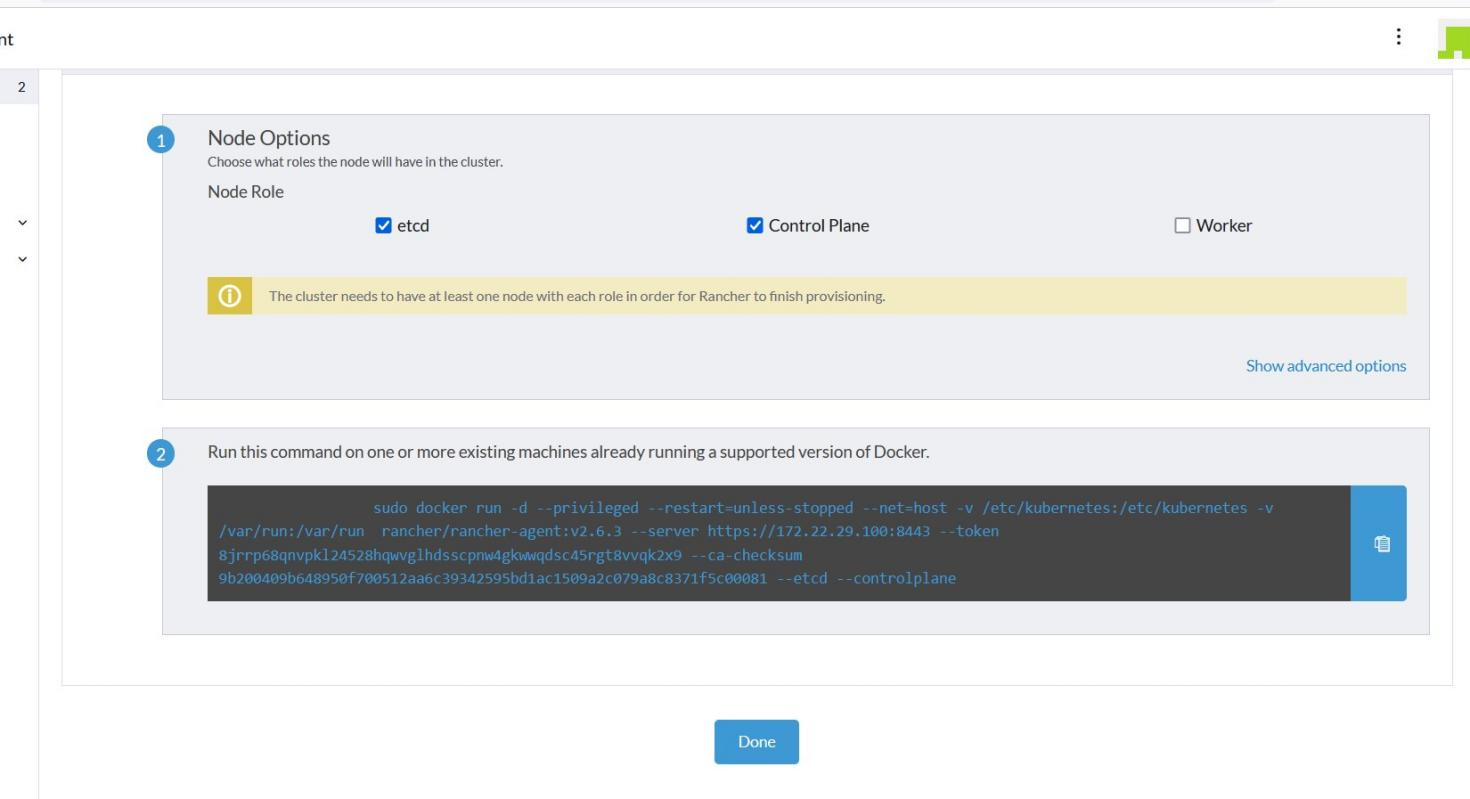 nt
2
1
Node Options
Choose what roles the node will have in the cluster.
Node Role
etcd
Control Plane
Worker
The cluster needs to have at least one node with each role in order for Rancher to finish provisioning.
Show advanced options
2
Run this command on one or more existing machines already running a supported version of Docker.
sudo docker run -d --privileged --restart=unless-stopped --net=host -v /etc/kubernetes:/etc/kubernetes -v
/var/run:/var/run  rancher/rancher-agent:v2.6.3 --server https://172.22.29.100:8443 --token
8jrrp68qnvpkl24528hqwvglhdsscpnw4gkwwqdsc45rgt8vvqk2x9 --ca-checksum
9b200409b648950f700512aa6c39342595bd1ac1509a2c079a8c8371f5c00081 --etcd --controlplane
Done